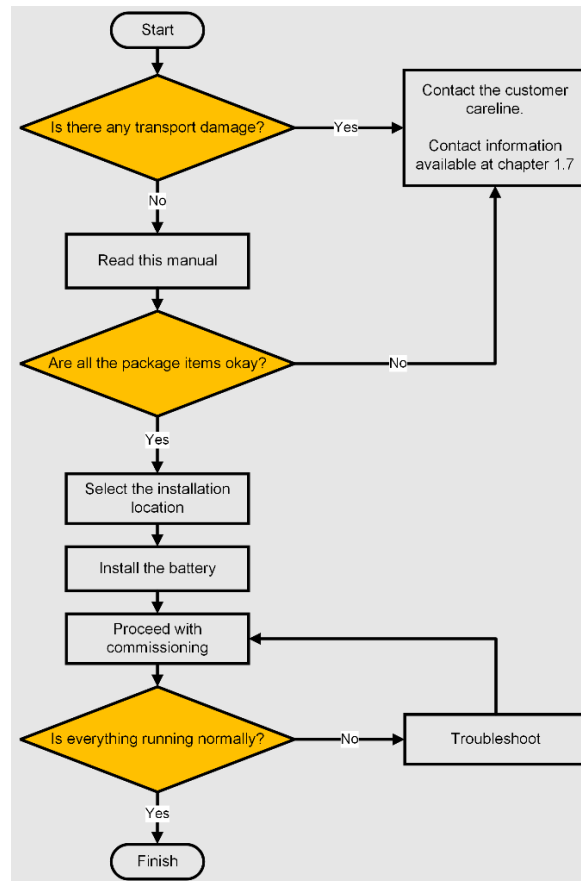 Start
Is there any transport damage?
Yes
Contact the customer
careline.
Contact information
available at chapter 1.7
No
Read this manual
Are all the package items okay?
No
Yes
Select the installation
location
Install the battery
Proceed with
commissioning
Is everything running normally?
No
Troubleshoot
Yes
Finish